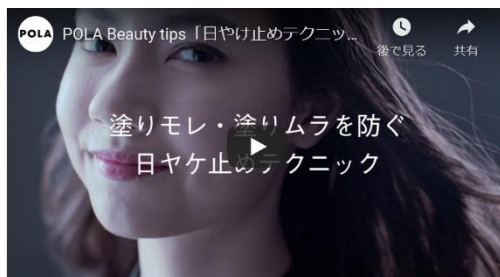 POLA
POLA Beauty tips「日やけ止めテクニッ...
後で見る
共有
塗りモレ・塗りムラを防ぐ
日ヤケ止めテクニック